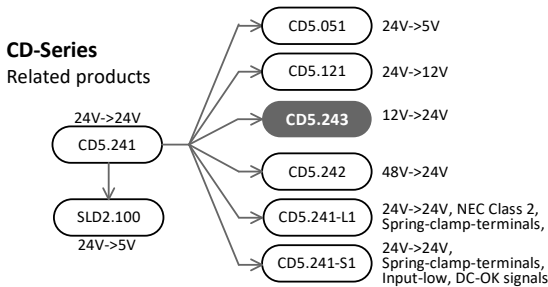 CD-Series
Related products
24V->24V
CD5.241
SLD2.100
24V->5V
CD5.051
24V->5V
CD5.121
24V->12V
CD5.243
12V->24V
CD5.242
48V->24V
CD5.241-L1
24V->24V, NEC Class 2,
Spring-clamp-terminals,
CD5.241-S1
24V->24V,
Spring-clamp-terminals,
Input-low, DC-OK signals